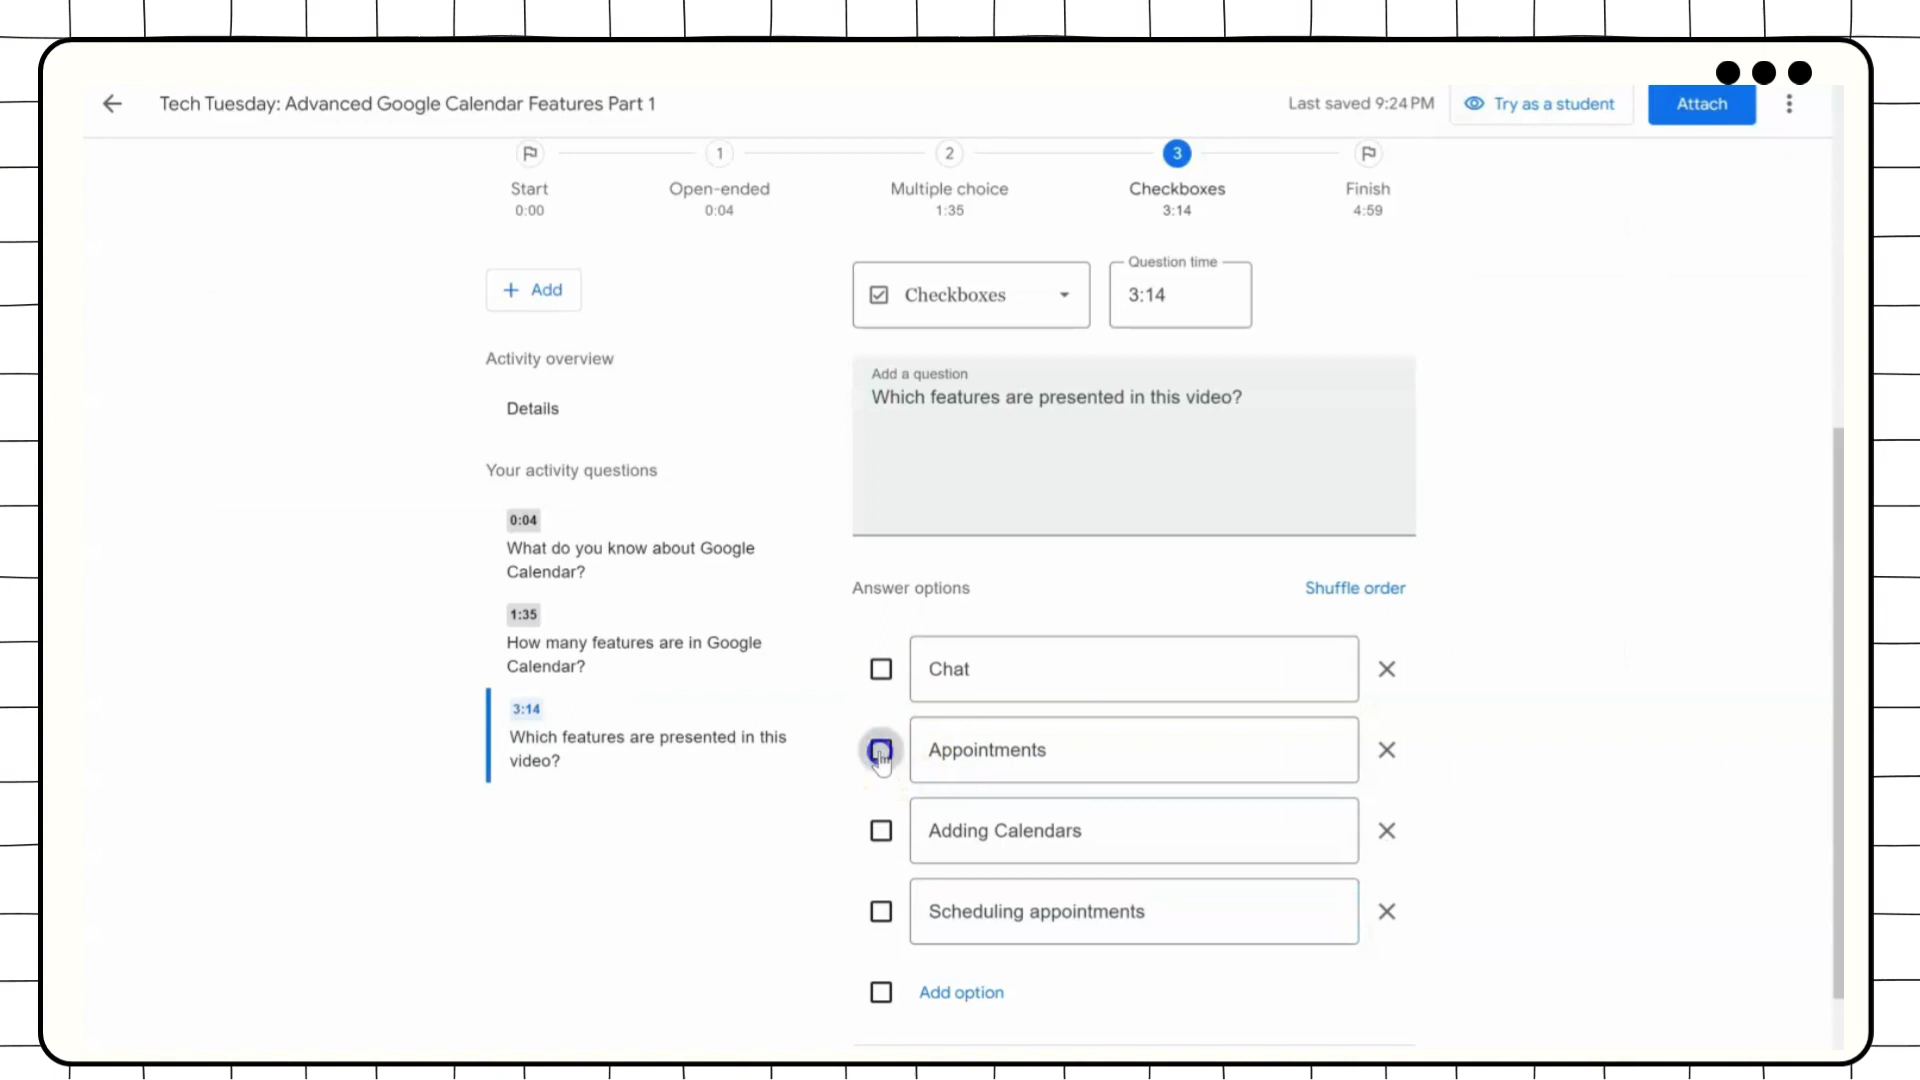 Tech Tuesday: Advanced Google Calendar Features Part 1
Last saved 9:24 PM
Try as a student
Attach
1
2
3
Start
Open-ended
Multiple choice
Checkboxes
Finish
0:00
0:04
1:35
3:14
4:59
+ Add
Activity overview
Details
Your activity questions
0:04
What do you know about Google
Calendar?
1:35
How many features are in Google
Calendar?
3:14
Which features are presented in this
video?
Checkboxes
Question time
3:14
Add a question
Which features are presented in this video?
Answer options
Shuffle order
Chat
Appointments
Adding Calendars
Scheduling appointments
Add option